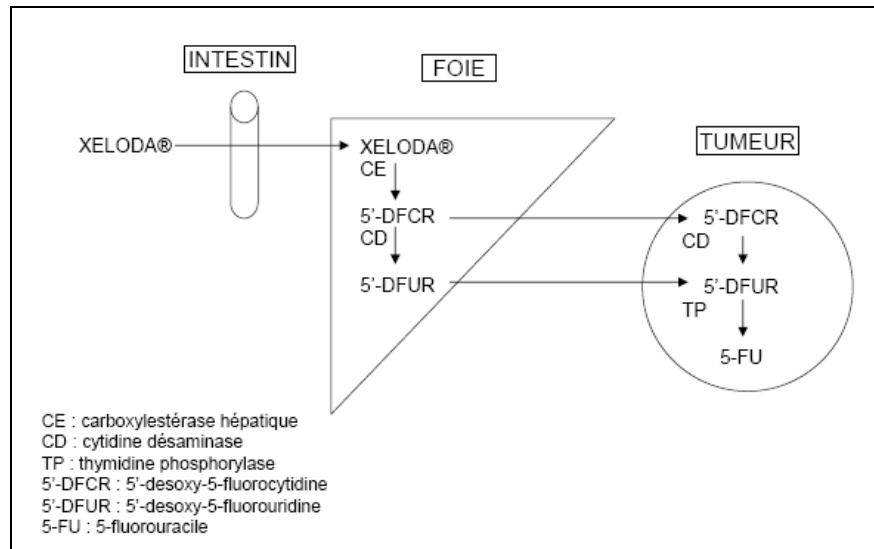 INTESTIN
FOIE
TUMEUR
XELODA®
XELODA®
CE
5'-DFCR
CD
5'-DFUR
5'-DFCR
CD
5'-DFUR
TP
5-FU
CE : carboxylestérase hépatique
CD : cytidine désaminase
TP : thymidine phosphorylase
5'-DFCR : 5'-desoxy-5-fluorocytidine
5'-DFUR : 5'-desoxy-5-fluorouridine
5-FU : 5-fluorouracile